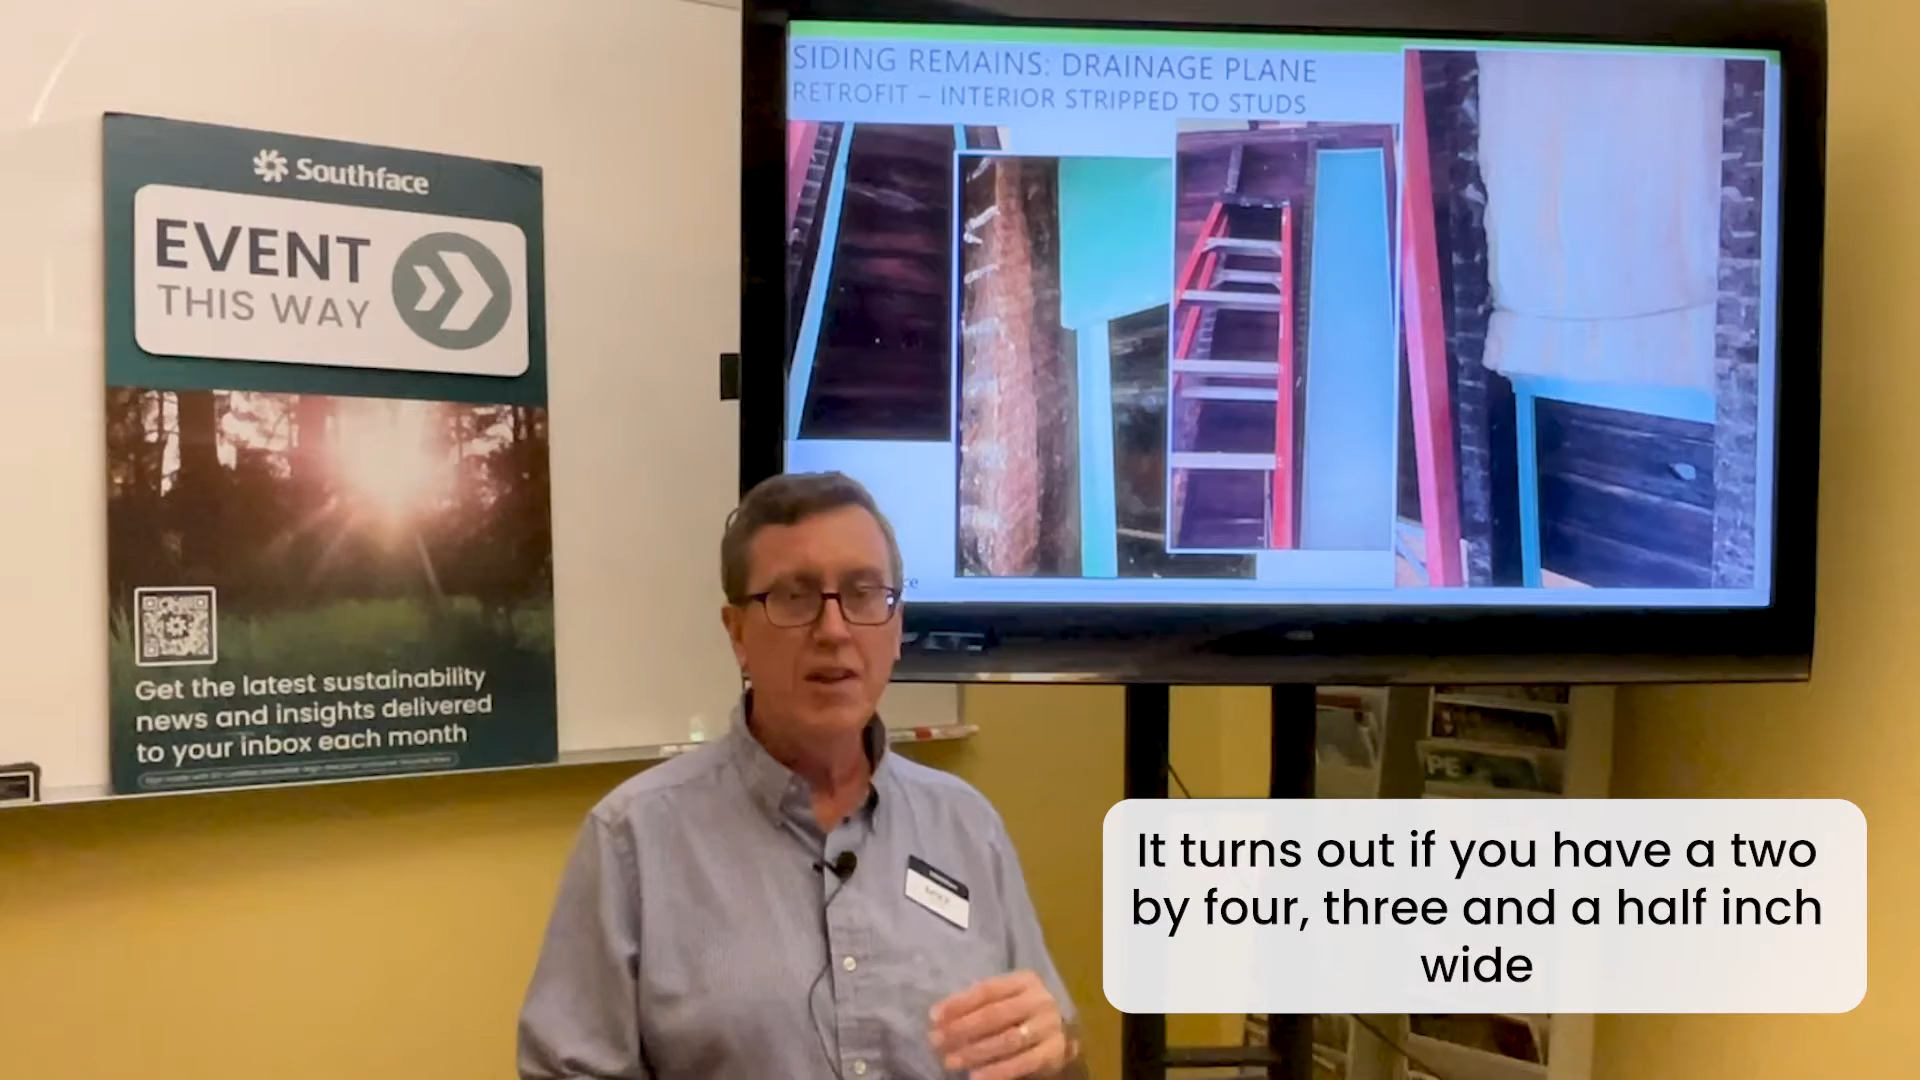 Southface
EVENT
THIS WAY
Get the latest sustainability
news and insights delivered
to your inbox each month
SIDING REMAINS: DRAINAGE PLANE
RETROFIT – INTERIOR STRIPPED TO STUDS
ce
PE
It turns out if you have a two
by four, three and a half inch
wide